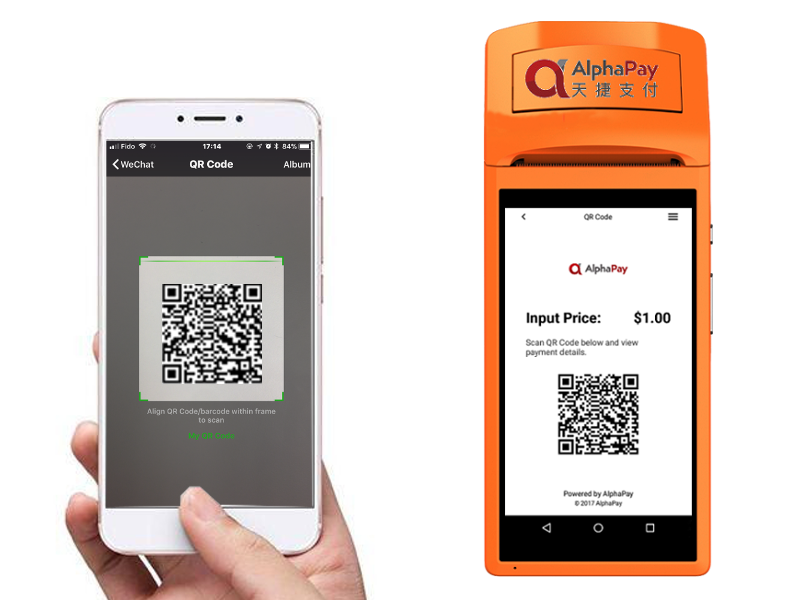 Fido
17:14
84%
WeChat
QR Code
Album
Align QR Code/barcode within frame
to scan
My QR Code
AlphaPay
天捷支付
QR Code
AlphaPay
Input Price: $1.00
Scan QR Code below and view
payment details.
Powered by AlphaPay
© 2017 AlphaPay